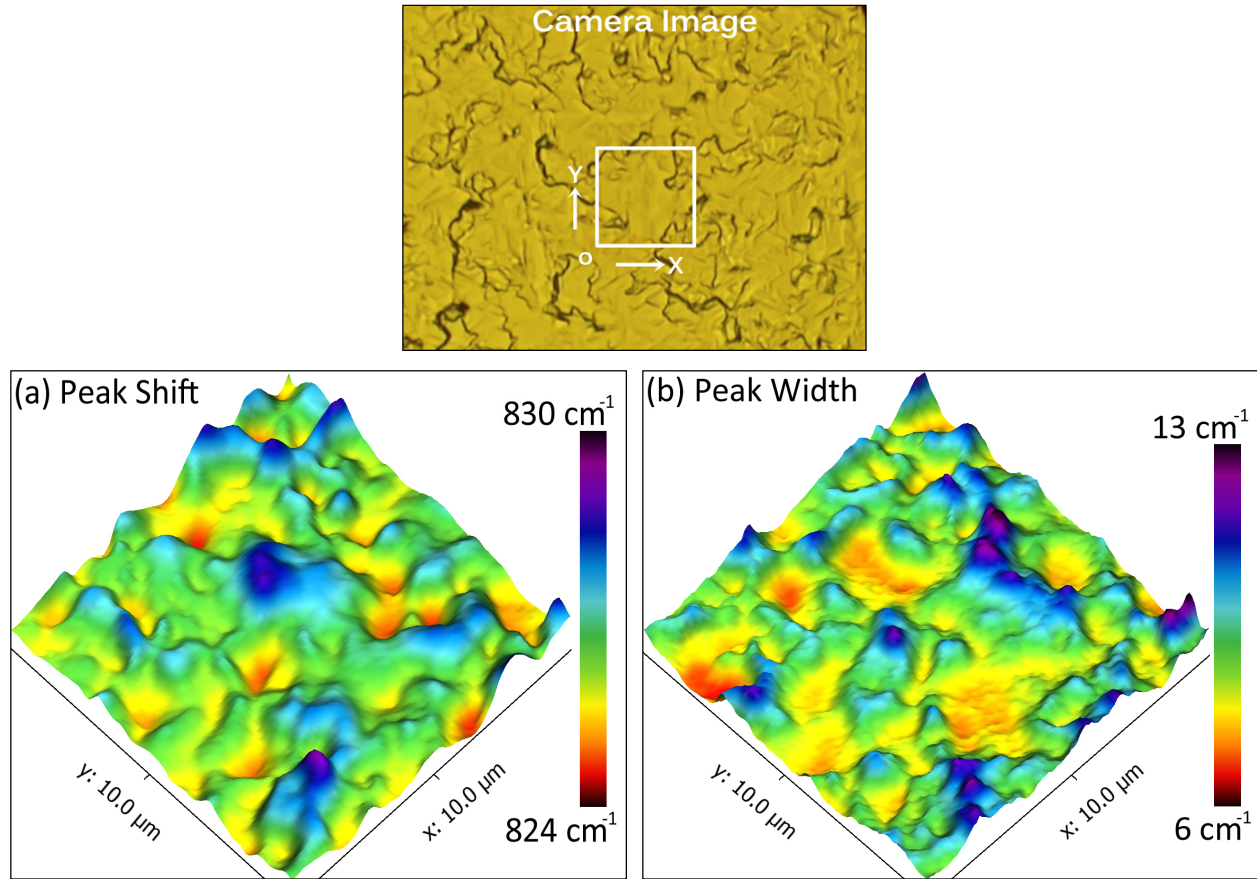 Camera Image
Y
O
X
(a) Peak Shift
830 cm⁻¹
824 cm⁻¹
y: 10.0 μm
x: 10.0 μm
(b) Peak Width
13 cm⁻¹
6 cm⁻¹
y: 10.0 μm
x: 10.0 μm